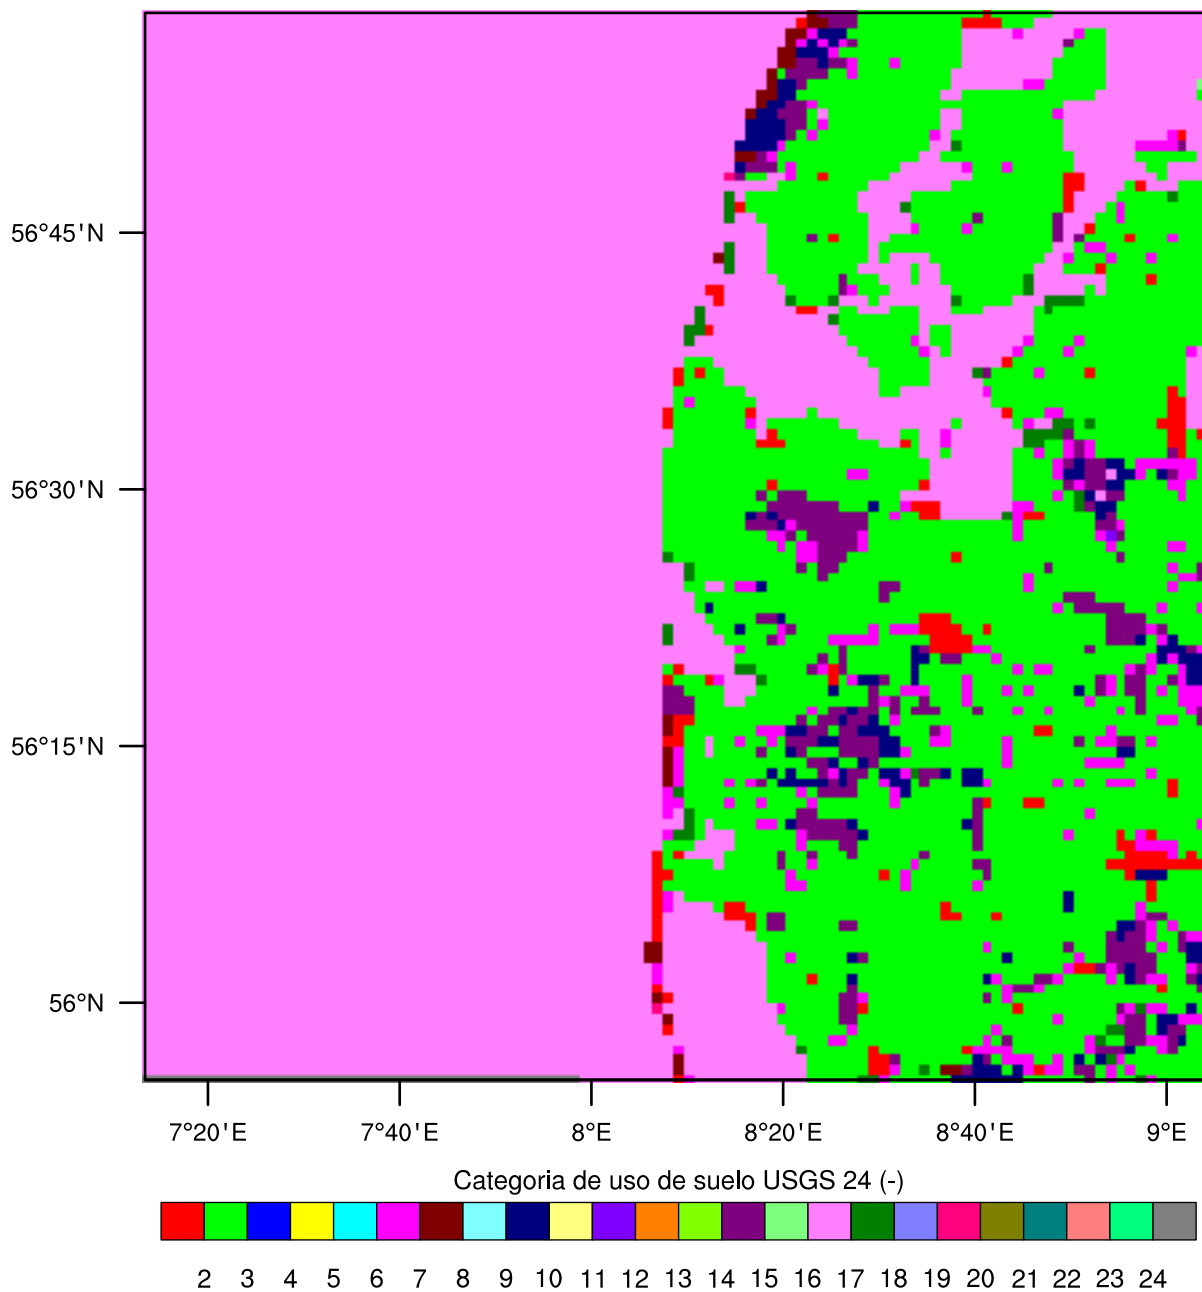 56°45'N
56°30'N
56°15'N
56°N
7°20'E 7°40'E 8°E 8°20'E 8°40'E 9°E
Categoria de uso de suelo USGS 24 (-)
2 3 4 5 6 7 8 9 10 11 12 13 14 15 16 17 18 19 20 21 22 23 24